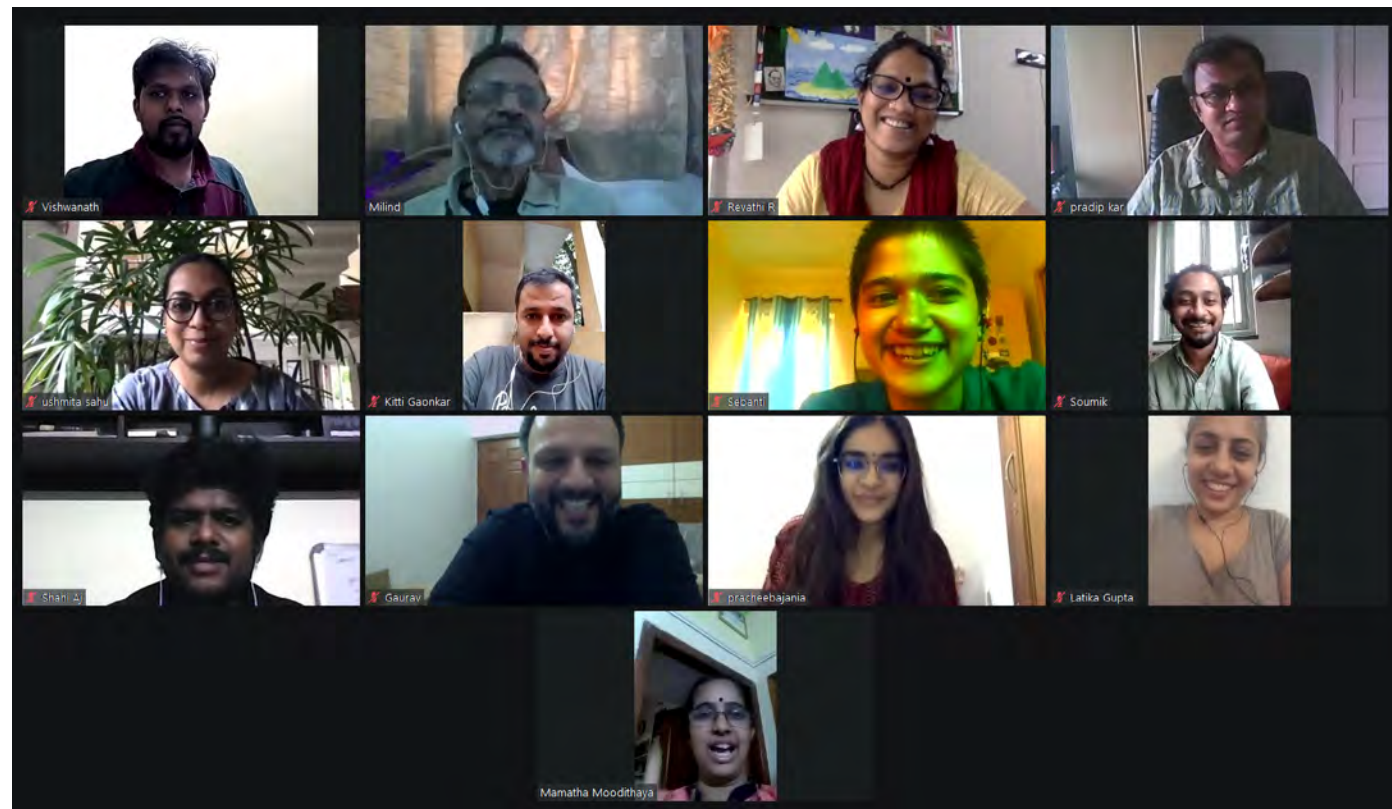 Vishwanath
Milind
Revathi R
pradip kar
ushmita sahu
Kitti Gaonkar
Sebanti
Soumik
Shahi Aj
Gaurav
pracheebajania
Latika Gupta
Mamatha Moodithaya